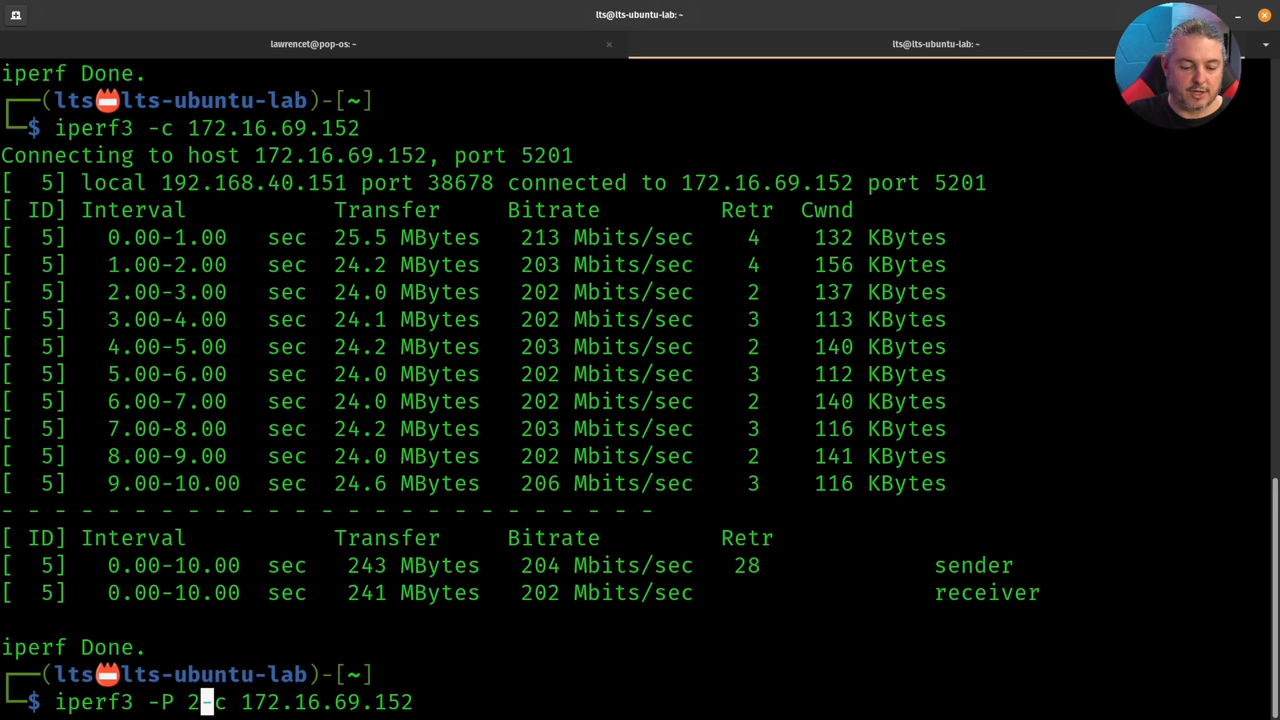 lts@lts-ubuntu-lab: ~
lawrencet@pop-os: ~
lts@lts-ubuntu-lab: ~
iperf Done.
┌──(lts📛lts-ubuntu-lab)-[~]
└─$ iperf3 -c 172.16.69.152
Connecting to host 172.16.69.152, port 5201
[  5] local 192.168.40.151 port 38678 connected to 172.16.69.152 port 5201
[ ID] Interval           Transfer     Bitrate         Retr  Cwnd
[  5]   0.00-1.00   sec  25.5 MBytes   213 Mbits/sec    4    132 KBytes
[  5]   1.00-2.00   sec  24.2 MBytes   203 Mbits/sec    4    156 KBytes
[  5]   2.00-3.00   sec  24.0 MBytes   202 Mbits/sec    2    137 KBytes
[  5]   3.00-4.00   sec  24.1 MBytes   202 Mbits/sec    3    113 KBytes
[  5]   4.00-5.00   sec  24.2 MBytes   203 Mbits/sec    2    140 KBytes
[  5]   5.00-6.00   sec  24.0 MBytes   202 Mbits/sec    3    112 KBytes
[  5]   6.00-7.00   sec  24.0 MBytes   202 Mbits/sec    2    140 KBytes
[  5]   7.00-8.00   sec  24.2 MBytes   203 Mbits/sec    3    116 KBytes
[  5]   8.00-9.00   sec  24.0 MBytes   202 Mbits/sec    2    141 KBytes
[  5]   9.00-10.00  sec  24.6 MBytes   206 Mbits/sec    3    116 KBytes
- - - - - - - - - - - - - - - - - - - - - - - - -
[ ID] Interval           Transfer     Bitrate         Retr
[  5]   0.00-10.00  sec   243 MBytes   204 Mbits/sec   28             sender
[  5]   0.00-10.00  sec   241 MBytes   202 Mbits/sec                  receiver
iperf Done.
┌──(lts📛lts-ubuntu-lab)-[~]
└─$ iperf3 -P 2-c 172.16.69.152